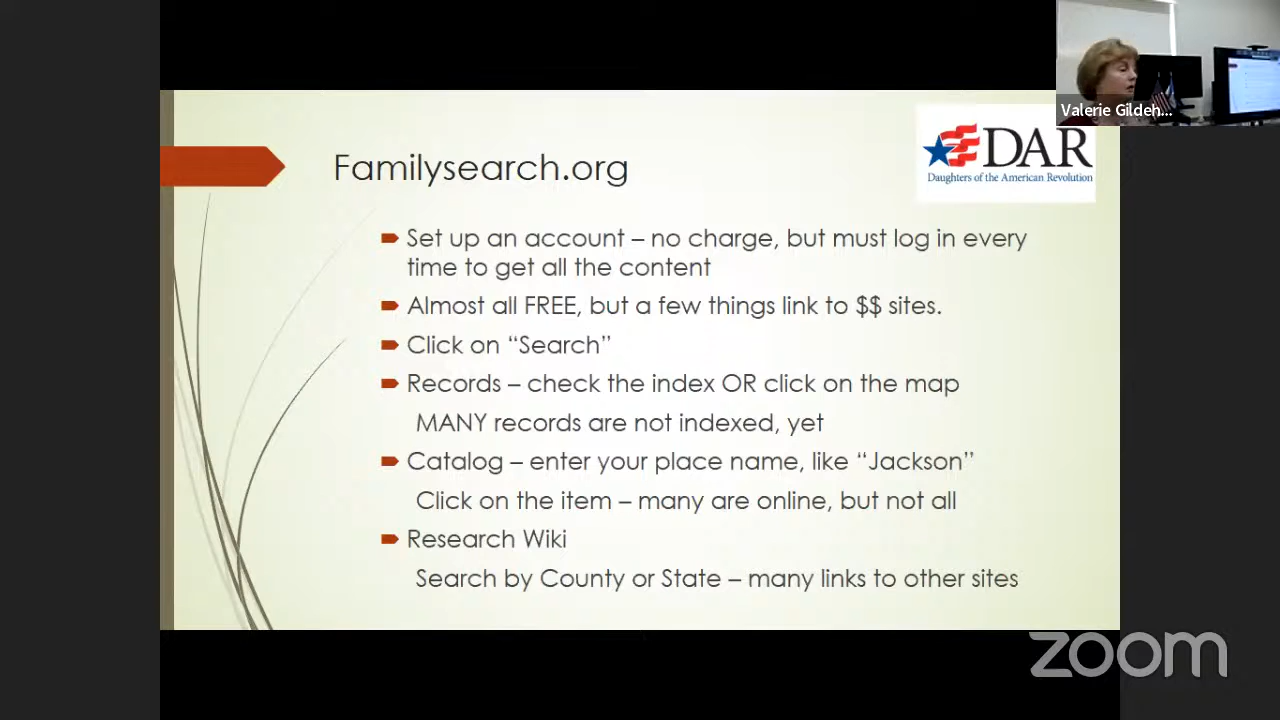 Valerie Gildeh...
DAR
Daughters of the American Revolution
Familysearch.org
Set up an account – no charge, but must log in every
time to get all the content
Almost all FREE, but a few things link to $$ sites.
Click on “Search”
Records – check the index OR click on the map
MANY records are not indexed, yet
Catalog – enter your place name, like “Jackson”
Click on the item – many are online, but not all
Research Wiki
Search by County or State – many links to other sites
zoom